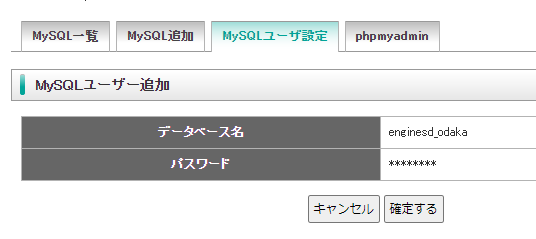 MySQL一覧 MySQL追加 MySQLユーザ設定 phpmyadmin
MySQLユーザー追加
データベース名 enginesd_odaka
パスワード ********
キャンセル 確定する